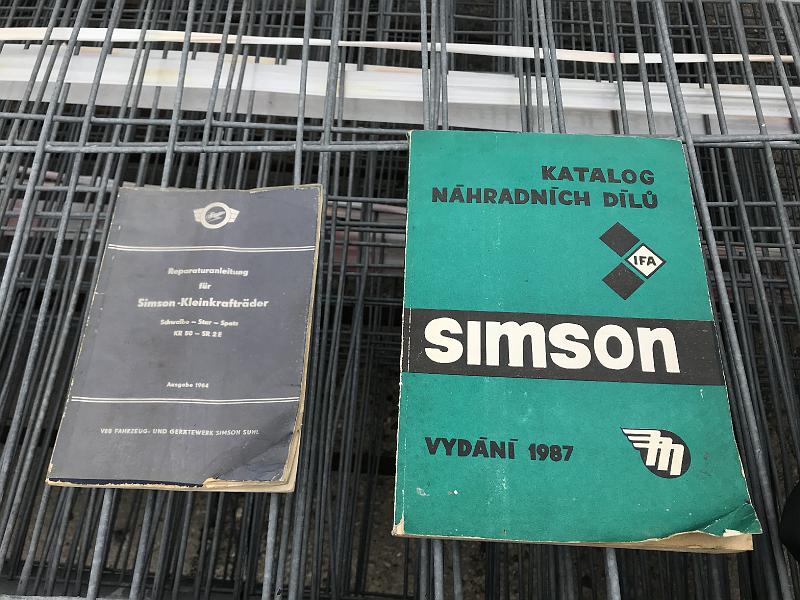 Reparaturanleitung
für
Simson-Kleinkrafträder
Schwalbe – Star – Spatz
KR 50 – SR 2 E
Ausgabe 1964
VEB FAHRZEUG- UND GERÄTEWERK SIMSON SUHL
KATALOG
NÁHRADNÍCH DÍLŮ
IFA
SIMSON
VYDÁNÍ 1987